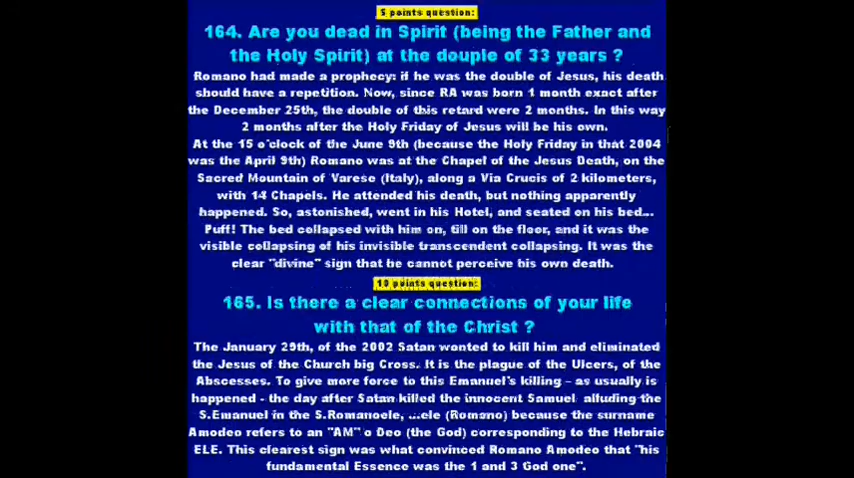 5 points question:
164. Are you dead in Spirit (being the Father and
the Holy Spirit) at the douple of 33 years ?
Romano had made a prophecy: if he was the double of Jesus, his death
should have a repetition. Now, since RA was born 1 month exact after
the December 25th, the double of this retard were 2 months. In this way
2 months after the Holy Friday of Jesus will be his own.
At the 15 o'clock of the June 9th (because the Holy Friday in that 2004
was the April 9th) Romano was at the Chapel of the Jesus Death, on the
Sacred Mountain of Varese (Italy), along a Via Crucis of 2 kilometers,
with 14 Chapels. He attended his death, but nothing apparently
happened. So, astonished, went in his Hotel, and seated on his bed...
Puff! The bed collapsed with him on, till on the floor, and it was the
visible collapsing of his invisible transcendent collapsing. It was the
clear "divine" sign that he cannot perceive his own death.
10 points question:
165. Is there a clear connections of your life
with that of the Christ ?
The January 29th, of the 2002 Satan wanted to kill him and eliminated
the Jesus of the Church big Cross. It is the plague of the Ulcers, of the
Abscesses. To give more force to this Emanuel's killing - as usually is
happened - the day after Satan killed the innocent Samuel alluding the
S.Emanuel in the S.Romanoele, ...ele (Romano) because the surname
Amodeo refers to an "AM" o Deo (the God) corresponding to the Hebraic
ELE. This clearest sign was what convinced Romano Amodeo that "his
fundamental Essence was the 1 and 3 God one".